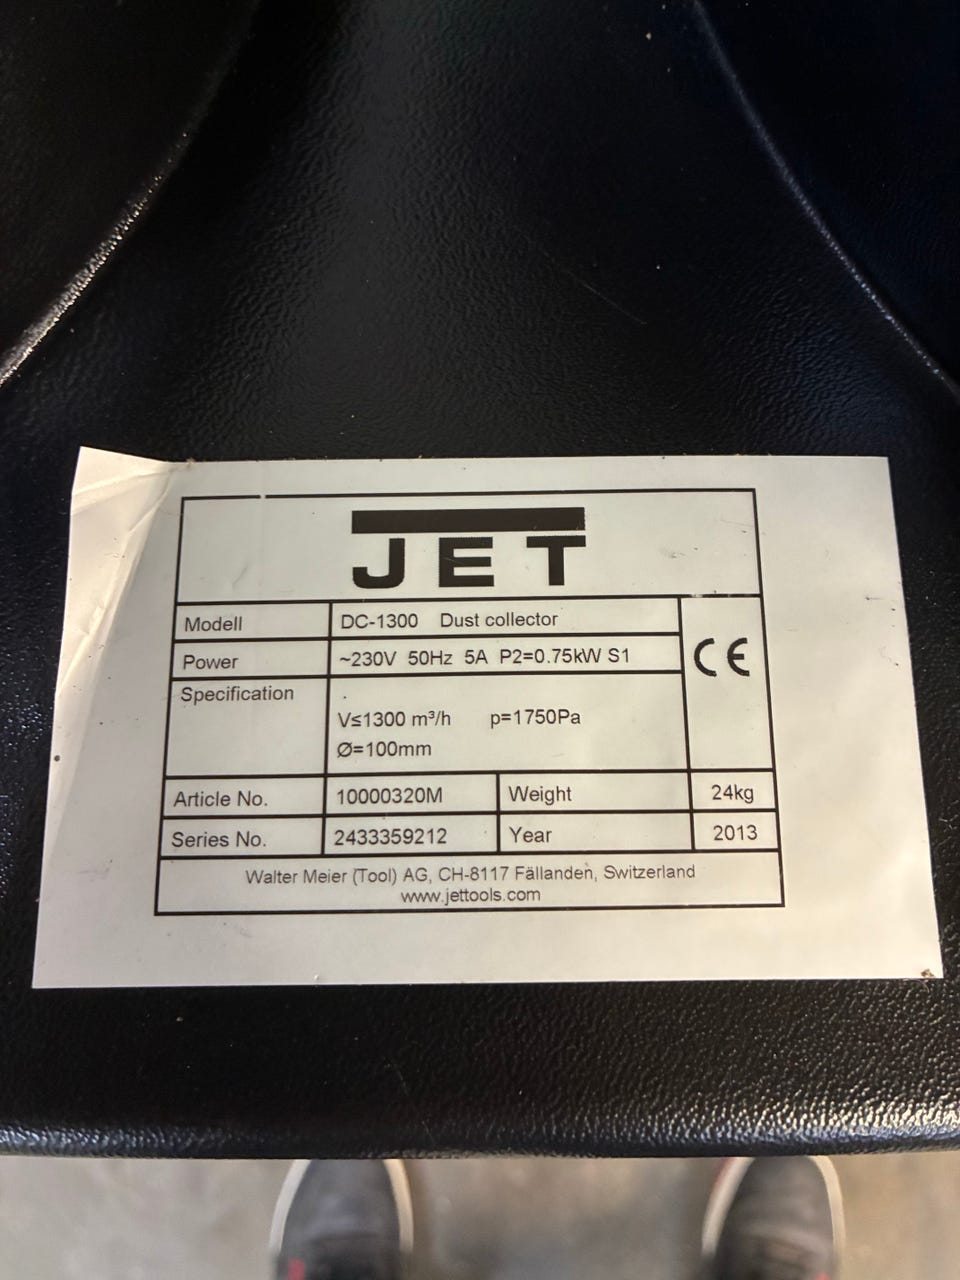 JET
Modell DC-1300 Dust collector
Power ~230V 50Hz 5A P2=0.75kW S1
CE
Specification
V≤1300 m³/h p=1750Pa
Ø=100mm
Article No. 10000320M Weight 24kg
Series No. 2433359212 Year 2013
Walter Meier (Tool) AG, CH-8117 Fällanden, Switzerland
www.jettools.com